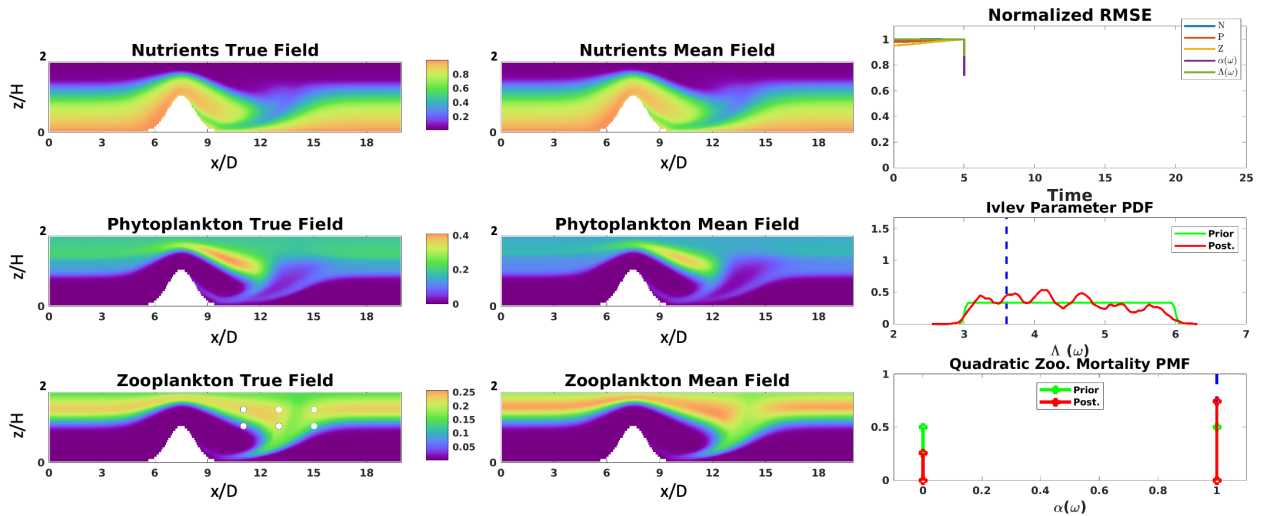 Nutrients True Field
2
z/H
0
0 3 6 9 12 15 18
x/D
0.8
0.6
0.4
0.2
Nutrients Mean Field
2
0
0 3 6 9 12 15 18
x/D
Normalized RMSE
1
0.8
0.6
0.4
0.2
0
0 5 10 15 20 25
Time
N
P
Z
α(ω)
Λ(ω)
Phytoplankton True Field
2
z/H
0
0 3 6 9 12 15 18
x/D
0.4
0.2
0
Phytoplankton Mean Field
2
0
0 3 6 9 12 15 18
x/D
Ivlev Parameter PDF
1.5
1
0.5
0
2 3 4 5 6 7
Λ (ω)
Prior
Post.
Zooplankton True Field
2
z/H
0
0 3 6 9 12 15 18
x/D
0.25
0.2
0.15
0.1
0.05
Zooplankton Mean Field
2
0
0 3 6 9 12 15 18
x/D
Quadratic Zoo. Mortality PMF
1
0.5
0
0 0.2 0.4 0.6 0.8 1
α(ω)
Prior
Post.